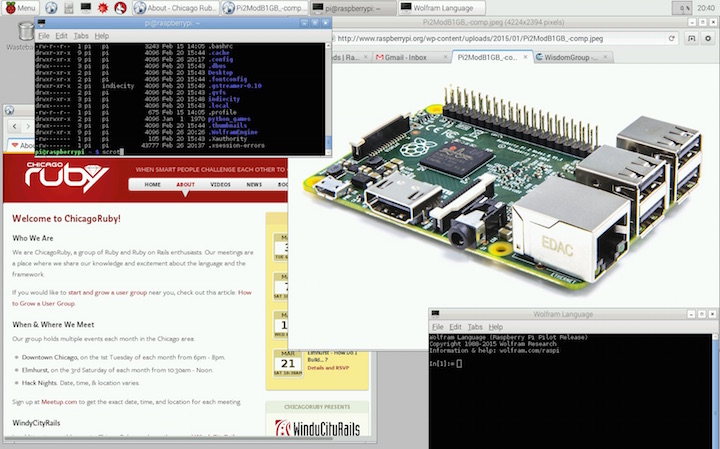 Menu
About - Chicago Rub...
Pi2ModB1GB_-comp....
pi@raspberrypi: ~
Wolfram Language
20:40
pi@raspberrypi: ~
File Edit Tabs Help
-rw-r--r-- 1 pi pi 3243 Feb 15 14:05 .bashrc
drwxr-xr-x 2 pi pi 4096 Feb 20 15:44 .cache
drwxr-xr-x 9 pi pi 4096 Feb 26 20:17 .config
drwx------ 3 pi pi 4096 Feb 20 15:43 .dbus
drwxr-xr-x 2 pi pi 4096 Feb 20 15:43 Desktop
drwxr-xr-x 2 pi pi 4096 Feb 20 15:44 .fontconfig
drwxr-xr-x 2 pi indiecity 4096 Feb 20 15:44 .gstreamer-0.10
drwx------ 2 pi pi 4096 Feb 20 15:43 .gvfs
drwxr-xr-x 3 pi pi 4096 Feb 20 15:43 indiecity
drwxr-xr-x 3 pi pi 4096 Feb 20 15:43 .local
-rw-r--r-- 1 pi pi 675 Feb 15 14:05 .profile
drwxrwxr-x 2 pi pi 4096 Jan 1 1970 python_games
drwx------ 4 pi pi 4096 Feb 20 15:44 .thumbnails
drwxr-xr-x 9 pi pi 4096 Feb 26 20:26 .WolframEngine
-rw------- 1 pi pi 105 Feb 20 15:43 .Xauthority
-rw------- 1 pi pi 43777 Feb 26 20:37 .xsession-errors
pi@raspberrypi ~ $ scrot
Pi2ModB1GB_-comp.jpeg (4224x2394 pixels)
http://www.raspberrypi.org/wp-content/uploads/2015/01/Pi2ModB1GB_-comp.jpeg
Gmail - Inbox
Pi2ModB1GB_-co...
WisdomGroup -...
EDAC
ETHERNET
CHICAGO
ruby
WHEN SMART PEOPLE CHALLENGE EACH OTHER TO
HOME ABOUT VIDEOS NEWS
Welcome to ChicagoRuby!
Who We Are
We are ChicagoRuby, a group of Ruby and Ruby on Rails enthusiasts. Our meetings are
a place where we share our knowledge and excitement about the language and the
framework.
If you would like to start and grow a user group near you, check out this article: How
to Grow a User Group.
When & Where We Meet
Our group holds multiple events each month in the Chicago area:
Downtown Chicago, on the 1st Tuesday of each month from 6pm - 8pm.
Elmhurst, on the 3rd Saturday of each month from 10:30am - Noon.
Hack Nights. Date, time, & location varies.
Sign up at Meetup.com to get the exact date, time, and location for each meeting.
WindyCityRails
MAR
21
Elmhurst - How Do I
Build...?
Details and RSVP
CHICAGORUBY PRESENTS
WindyCityRails
Wolfram Language
File Edit Tabs Help
Wolfram Language (Raspberry Pi Pilot Release)
Copyright 1988-2015 Wolfram Research
Information & help: wolfram.com/raspi
In[1]:=